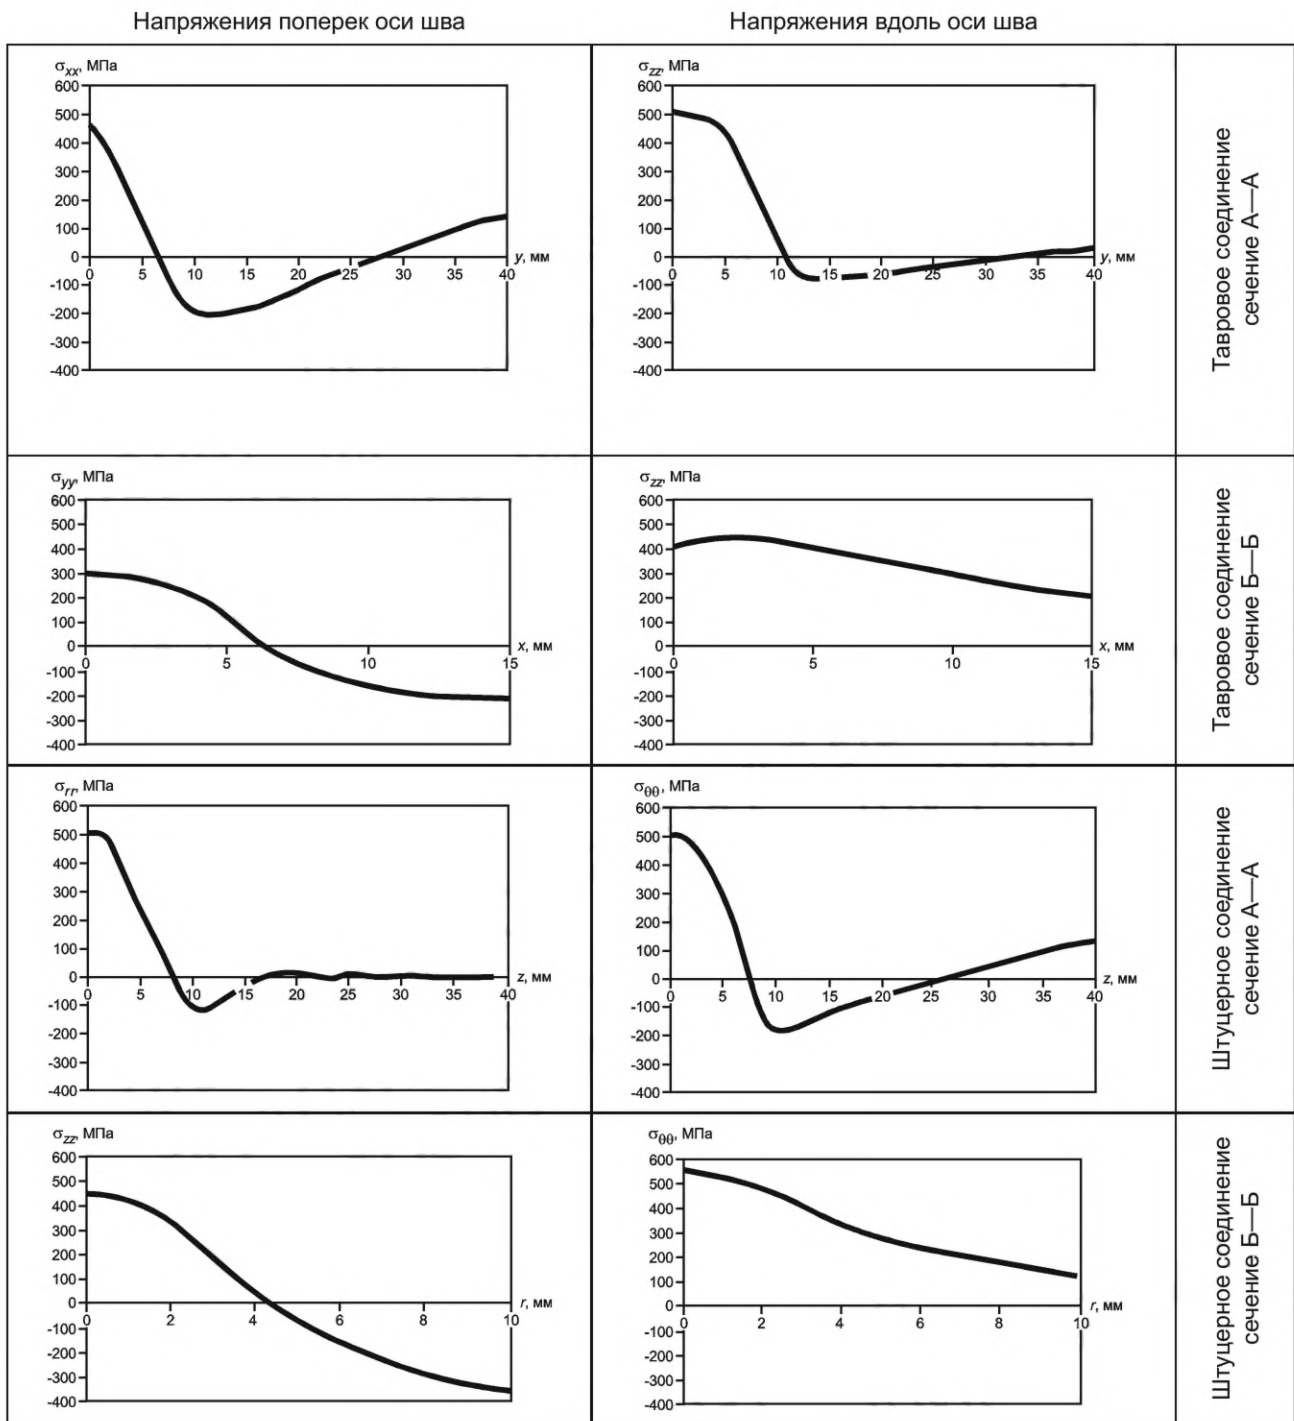 Напряжения поперек оси шва
Напряжения вдоль оси шва
σxx, МПа
600
500
400
300
200
100
0
-100
-200
-300
-400
0 5 10 15 20 25 30 35 40
y, мм
σzz, МПа
600
500
400
300
200
100
0
-100
-200
-300
-400
0 5 10 15 20 25 30 35 40
y, мм
Тавровое соединение
сечение А—А
σyy, МПа
600
500
400
300
200
100
0
-100
-200
-300
-400
0 5 10 15
x, мм
σzz, МПа
600
500
400
300
200
100
0
-100
-200
-300
-400
0 5 10 15
x, мм
Тавровое соединение
сечение Б—Б
σrr, МПа
600
500
400
300
200
100
0
-100
-200
-300
-400
0 5 10 15 20 25 30 35 40
z, мм
σθθ, МПа
600
500
400
300
200
100
0
-100
-200
-300
-400
0 5 10 15 20 25 30 35 40
z, мм
Штуцерное соединение
сечение А—А
σzz, МПа
600
500
400
300
200
100
0
-100
-200
-300
-400
0 2 4 6 8 10
r, мм
σθθ, МПа
600
500
400
300
200
100
0
-100
-200
-300
-400
0 2 4 6 8 10
r, мм
Штуцерное соединение
сечение Б—Б